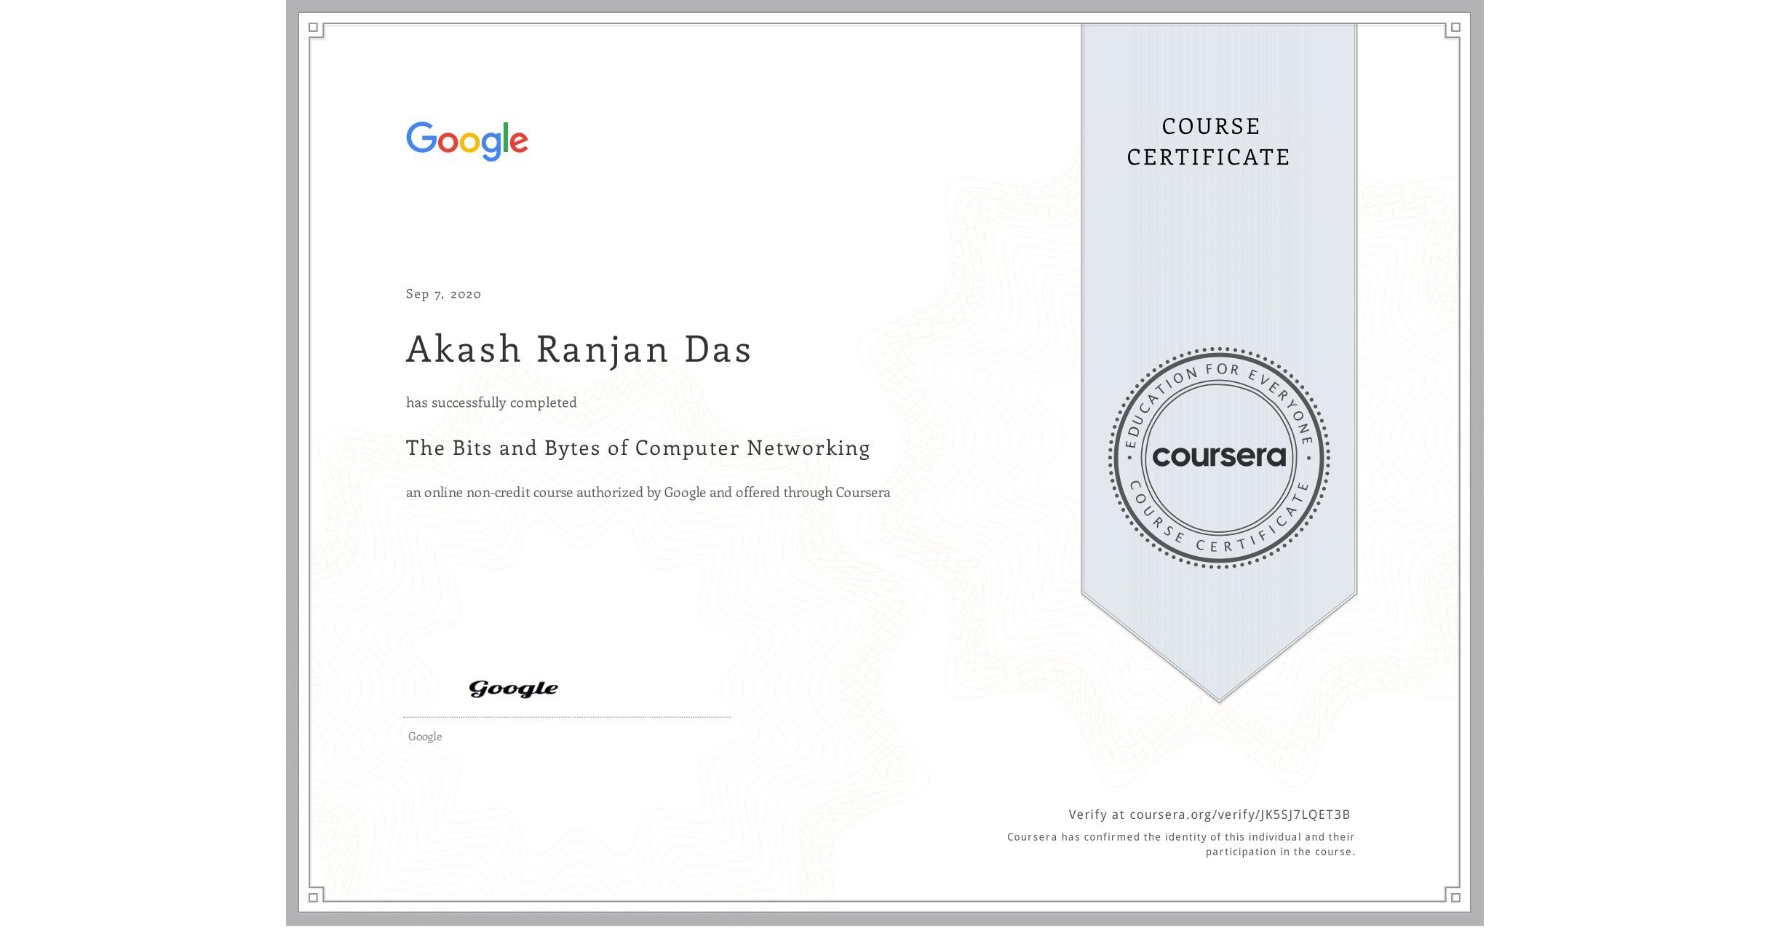 Google
COURSE
CERTIFICATE
Sep 7, 2020
Akash Ranjan Das
has successfully completed
The Bits and Bytes of Computer Networking
an online non-credit course authorized by Google and offered through Coursera
EDUCATION FOR EVERYONE
coursera
COURSE CERTIFICATE
Google
Google
Verify at coursera.org/verify/JK5SJ7LQET3B
Coursera has confirmed the identity of this individual and their
participation in the course.